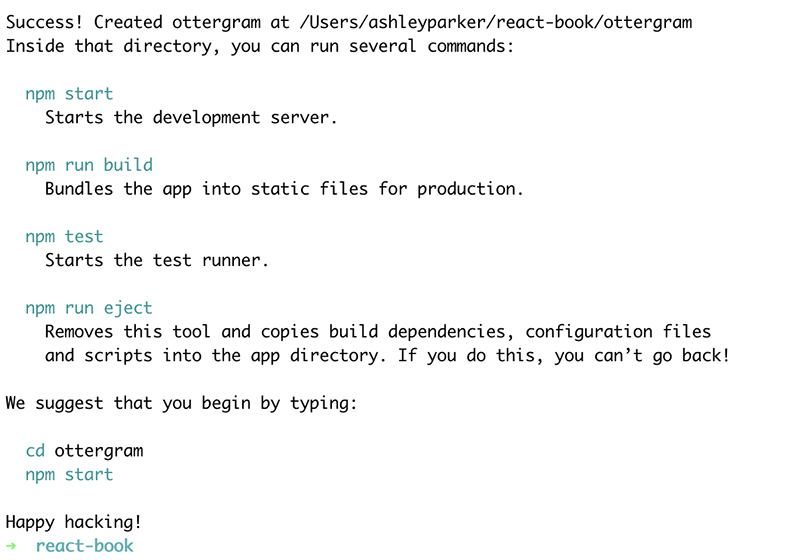 Success! Created ottergram at /Users/ashleyparker/react-book/ottergram
Inside that directory, you can run several commands:
npm start
Starts the development server.
npm run build
Bundles the app into static files for production.
npm test
Starts the test runner.
npm run eject
Removes this tool and copies build dependencies, configuration files
and scripts into the app directory. If you do this, you can’t go back!
We suggest that you begin by typing:
cd ottergram
npm start
Happy hacking!
→ react-book